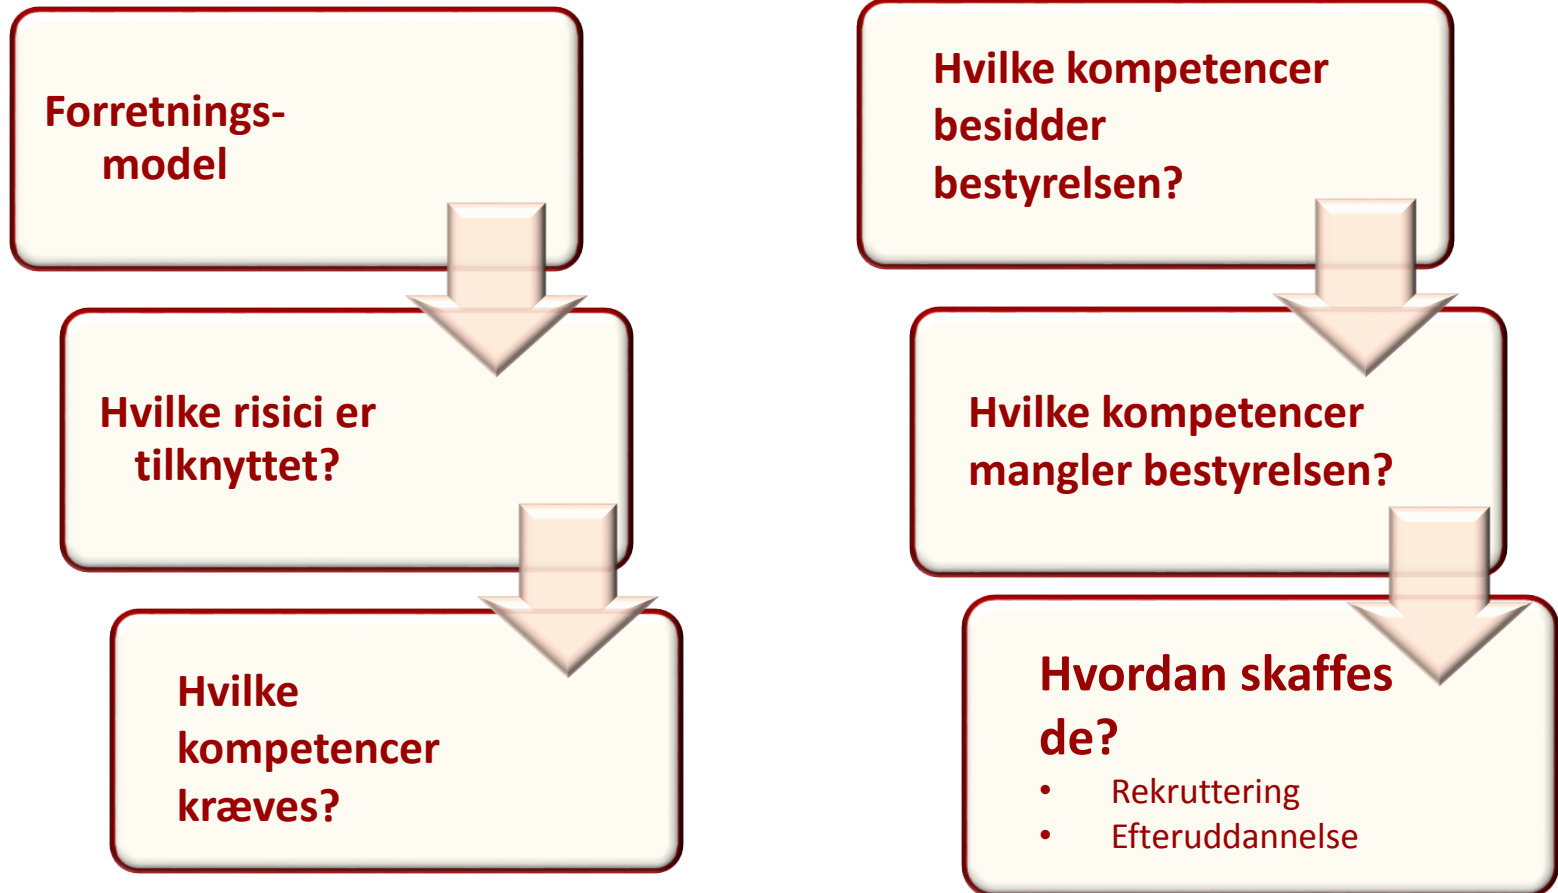 Forretnings-
model
Hvilke risici er
tilknyttet?
Hvilke
kompetencer
kræves?
Hvilke kompetencer
besidder
bestyrelsen?
Hvilke kompetencer
mangler bestyrelsen?
Hvordan skaffes
de?
• Rekruttering
• Efteruddannelse